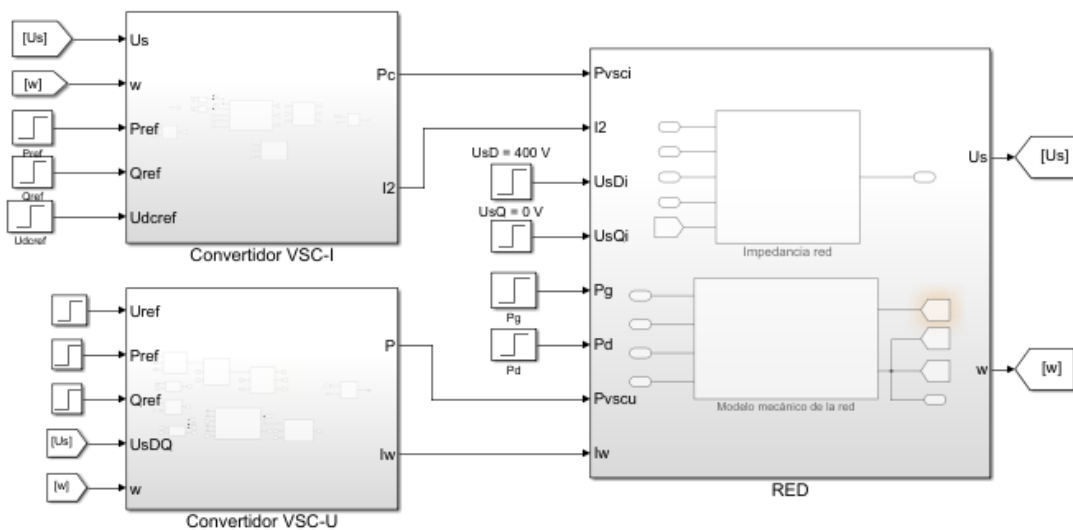 [Us]
Us
[w]
w
Pref
Pref
Qref
Qref
Udcref
Udcref
Pc
I2
Convertidor VSC-I
Uref
Pref
Qref
[Us]
UsDQ
[w]
w
P
Iw
Convertidor VSC-U
UsD = 400 V
UsQ = 0 V
Pg
Pd
Pvsci
I2
UsDi
UsQi
Pg
Pd
Pvscu
Iw
Impedancia red
Modelo mecánico de la red
Us
w
RED
[Us]
[w]